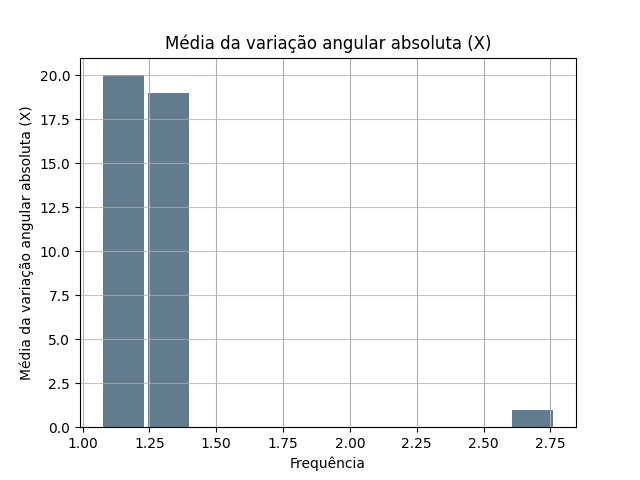 Média da variação angular absoluta (X)
Média da variação angular absoluta (X)
20.0
17.5
15.0
12.5
10.0
7.5
5.0
2.5
0.0
1.00 1.25 1.50 1.75 2.00 2.25 2.50 2.75
Frequência